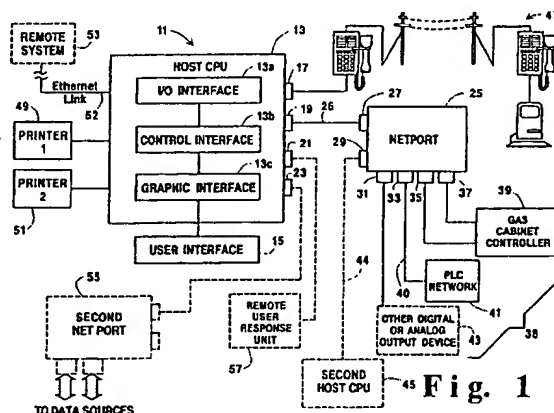 REMOTE
SYSTEM
53
Ethernet
Link
52
49
PRINTER
1
PRINTER
2
51
11
13
HOST CPU
13a
I/O INTERFACE
13b
CONTROL INTERFACE
13c
GRAPHIC INTERFACE
USER INTERFACE
15
17
19
21
23
26
27
29
25
NETPORT
31
33
35
37
39
GAS
CABINET
CONTROLLER
44
40
PLC
NETWORK
41
OTHER DIGITAL
OR ANALOG
OUTPUT DEVICE
43
38
55
SECOND
NET PORT
TO DATA SOURCES
REMOTE USER
RESPONSE
UNIT
57
SECOND
HOST CPU
45
Fig. 1